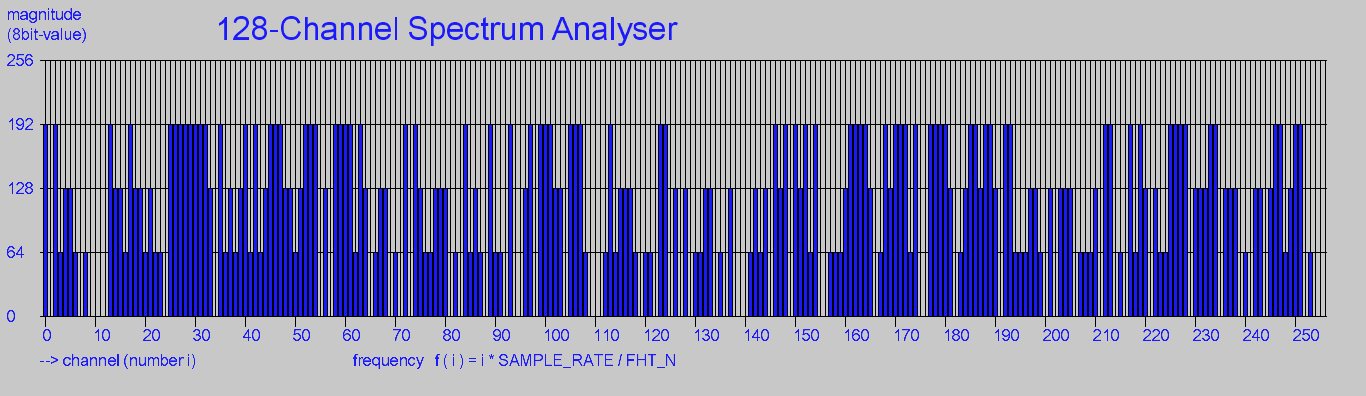 magnitude
(8bit-value)
128-Channel Spectrum Analyser
256
192
128
64
0
0 10 20 30 40 50 60 70 80 90 100 110 120 130 140 150 160 170 180 190 200 210 220 230 240 250
--> channel (number i)
frequency f ( i ) = i * SAMPLE_RATE / FHT_N